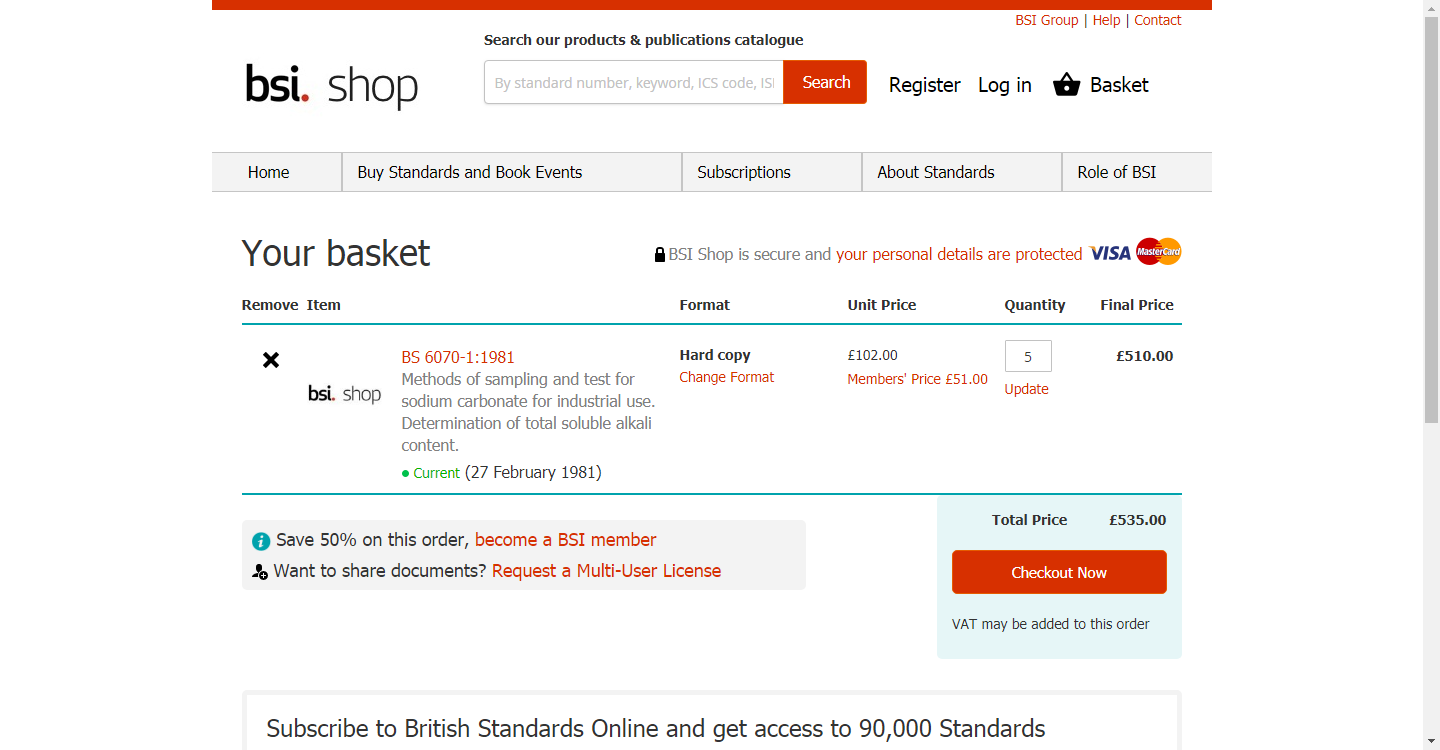 BSI Group | Help | Contact
Search our products & publications catalogue
bsi. shop
By standard number, keyword, ICS code, ISI
Search
Register
Log in
Basket
Home
Buy Standards and Book Events
Subscriptions
About Standards
Role of BSI
Your basket
BSI Shop is secure and your personal details are protected
VISA
MasterCard
Remove Item Format Unit Price Quantity Final Price
bsi. shop
BS 6070-1:1981
Methods of sampling and test for
sodium carbonate for industrial use.
Determination of total soluble alkali
content.
Current (27 February 1981)
Hard copy
Change Format
£102.00
Members' Price £51.00
5
Update
£510.00
Save 50% on this order, become a BSI member
Want to share documents? Request a Multi-User License
Total Price £535.00
Checkout Now
VAT may be added to this order
Subscribe to British Standards Online and get access to 90,000 Standards